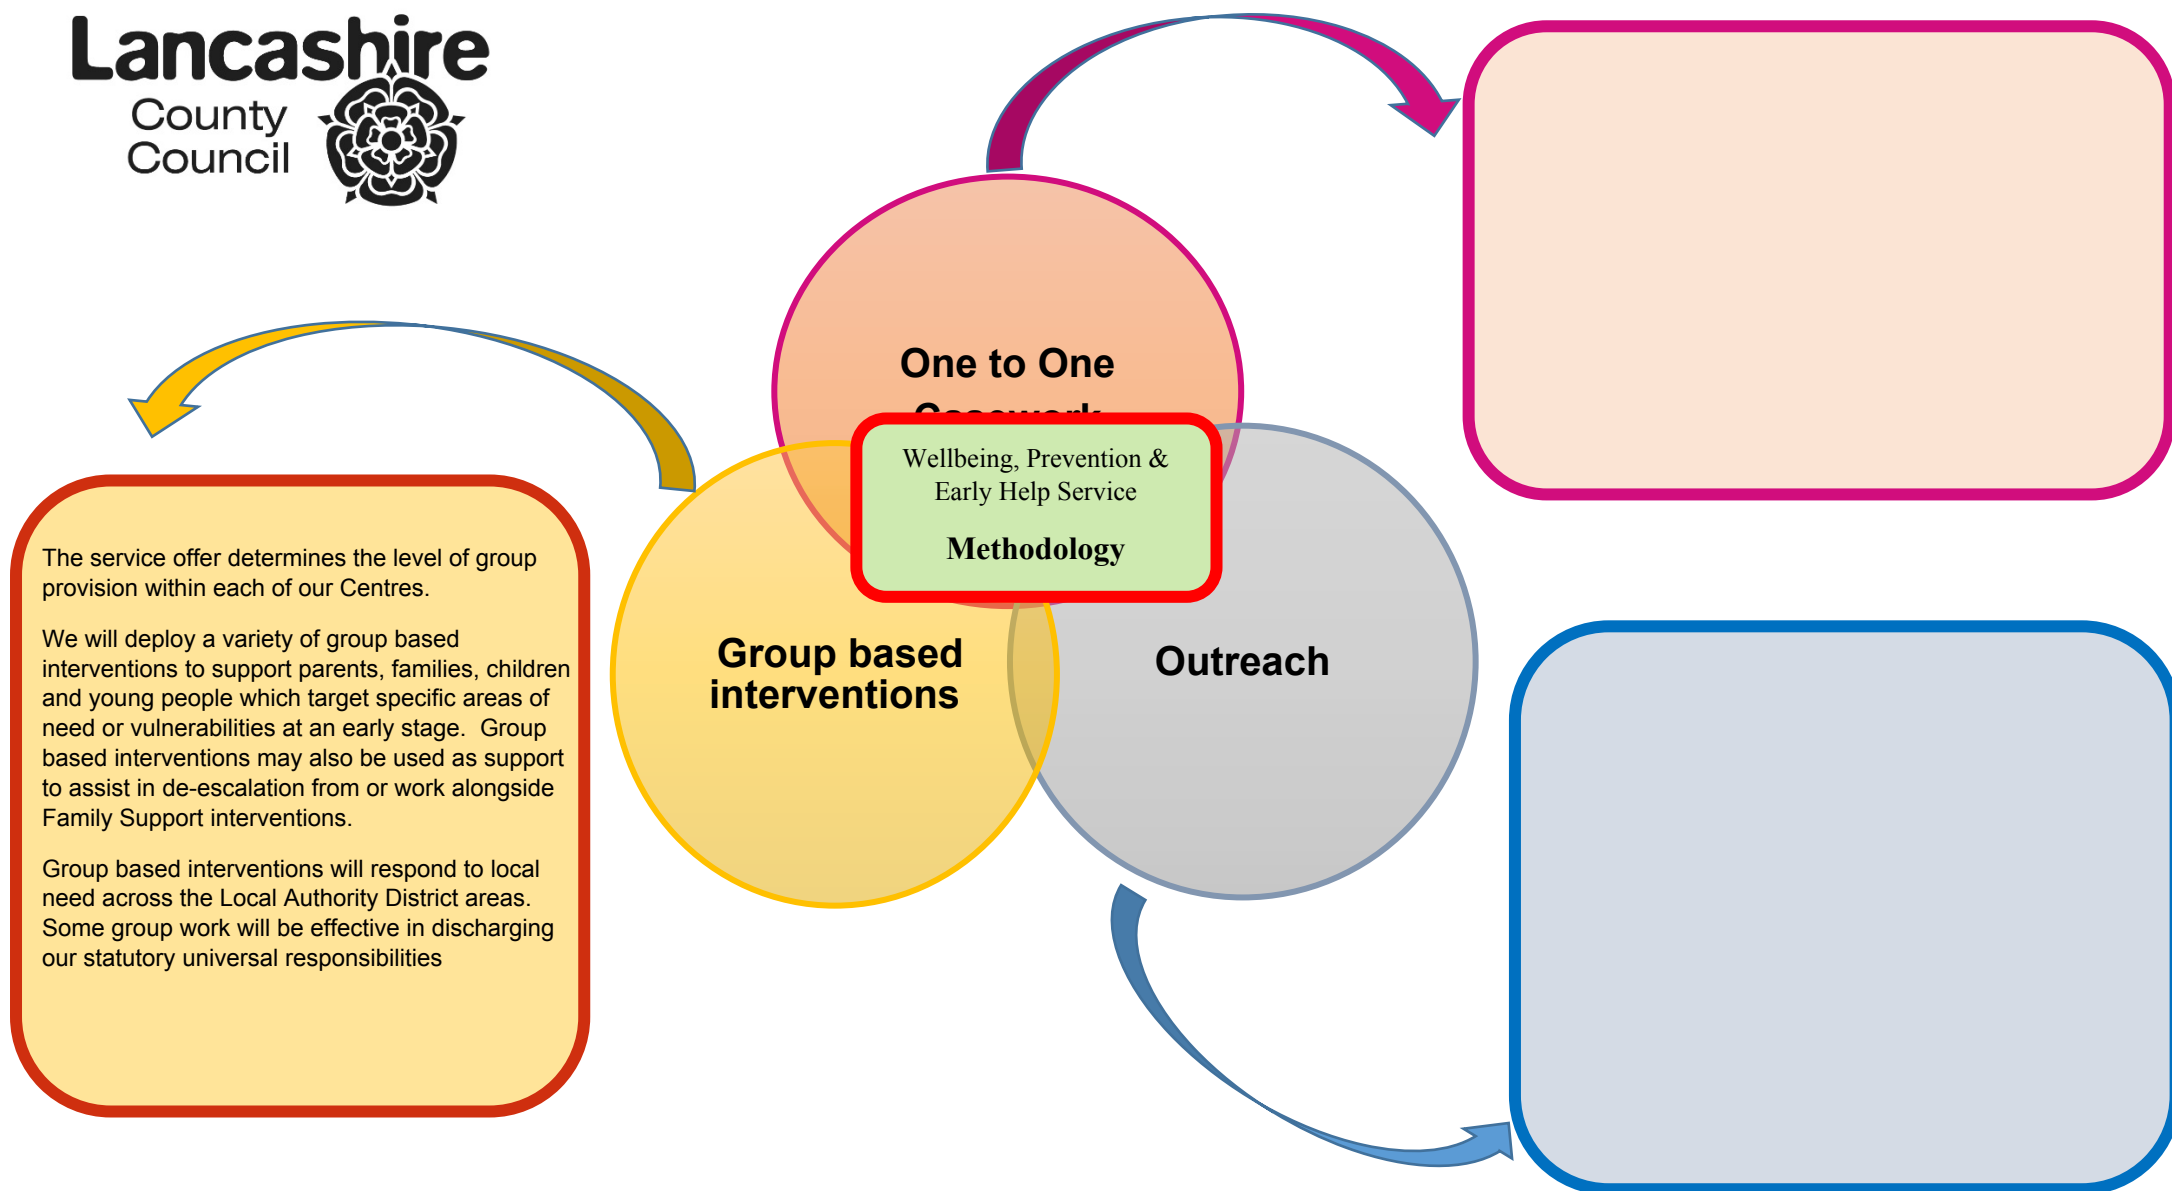 Lancashire
County
Council
One to One
Casework
Wellbeing, Prevention &
Early Help Service
Methodology
Group based
interventions
Outreach
The service offer determines the level of group
provision within each of our Centres.
We will deploy a variety of group based
interventions to support parents, families, children
and young people which target specific areas of
need or vulnerabilities at an early stage.  Group
based interventions may also be used as support
to assist in de-escalation from or work alongside
Family Support interventions.
Group based interventions will respond to local
need across the Local Authority District areas.
Some group work will be effective in discharging
our statutory universal responsibilities